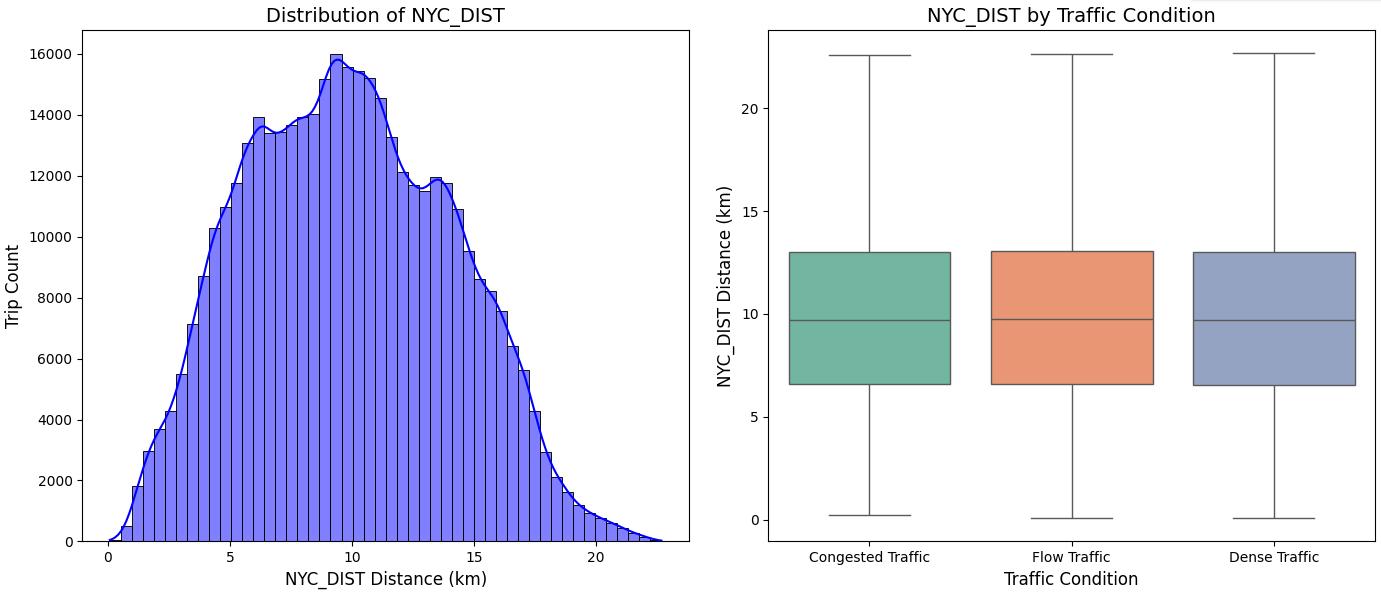 Distribution of NYC_DIST
Trip Count
16000
14000
12000
10000
8000
6000
4000
2000
0
0 5 10 15 20
NYC_DIST Distance (km)
NYC_DIST by Traffic Condition
NYC_DIST Distance (km)
20
15
10
5
0
Congested Traffic Flow Traffic Dense Traffic
Traffic Condition